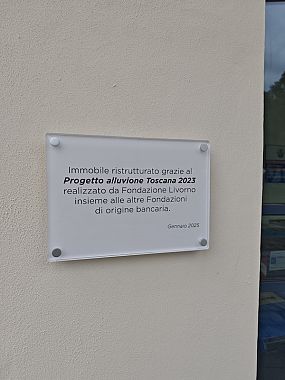 Immobile ristrutturato grazie al
Progetto alluvione Toscana 2023
realizzato da Fondazione Livorno
insieme alle altre Fondazioni
di origine bancaria.
Gennaio 2025